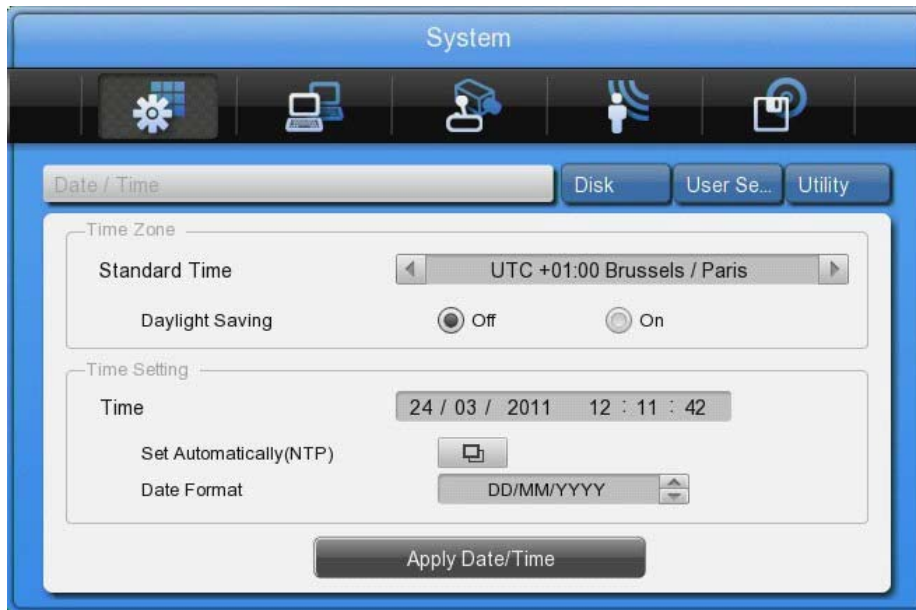 System
Date / Time Disk User Se... Utility
Time Zone
Standard Time UTC +01:00 Brussels / Paris
Daylight Saving Off On
Time Setting
Time 24 / 03 / 2011 12 : 11 : 42
Set Automatically(NTP)
Date Format DD/MM/YYYY
Apply Date/Time